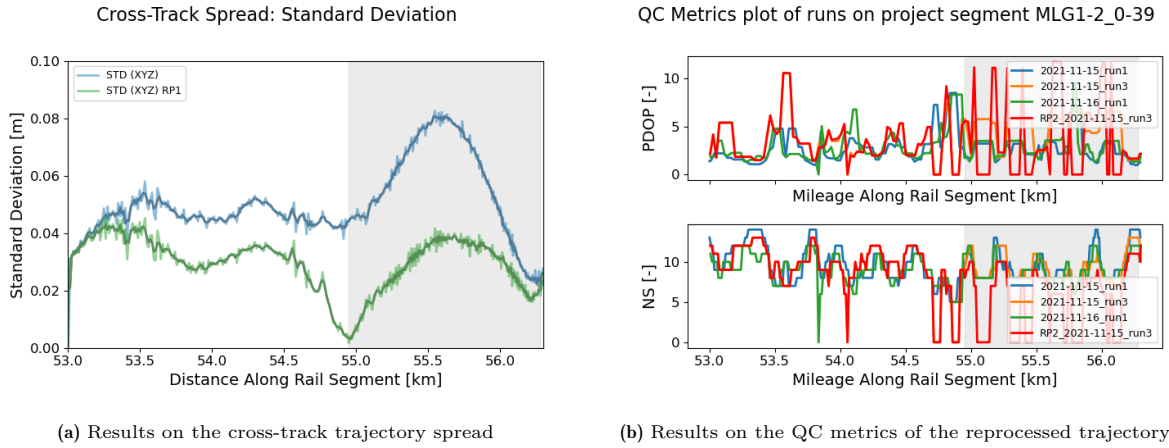 Cross-Track Spread: Standard Deviation
0.10
0.08
0.06
0.04
0.02
0.00
Standard Deviation [m]
STD (XYZ)
STD (XYZ) RP1
53.0
53.5
54.0
54.5
55.0
55.5
56.0
Distance Along Rail Segment [km]
(a) Results on the cross-track trajectory spread
QC Metrics plot of runs on project segment MLG1-2_0-39
10
5
0
PDOP [-]
2021-11-15_run1
2021-11-15_run3
2021-11-16_run1
RP2_2021-11-15_run3
Mileage Along Rail Segment [km]
10
5
0
NS [-]
2021-11-15_run1
2021-11-15_run3
2021-11-16_run1
RP2_2021-11-15_run3
53.0
53.5
54.0
54.5
55.0
55.5
56.0
Mileage Along Rail Segment [km]
(b) Results on the QC metrics of the reprocessed trajectory